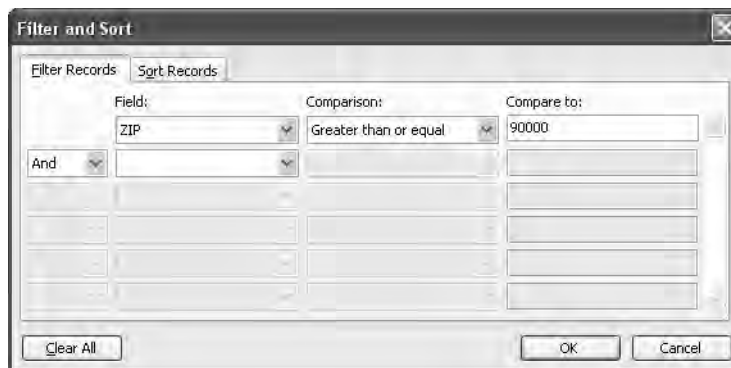 Filter and Sort
Filter Records Sort Records
Field: Comparison: Compare to:
ZIP Greater than or equal 90000
And
Clear All OK Cancel